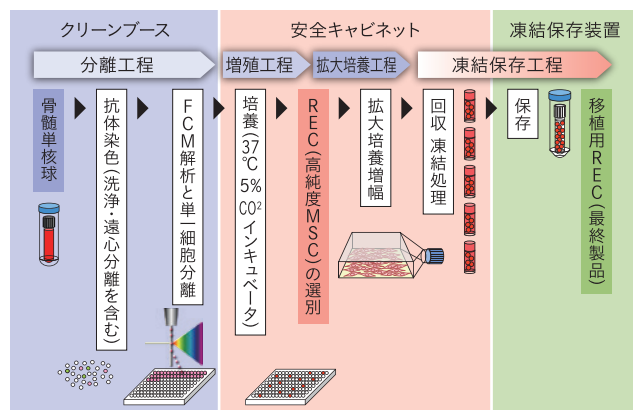 クリーンブース
安全キャビネット
凍結保存装置
分離工程
増殖工程
拡大培養工程
凍結保存工程
骨髄単核球
抗体染色(洗浄・遠心分離を含む)
FCM解析と単一細胞分離
培養(37℃ 5% CO2 インキュベータ)
REC(高純度MSC)の選別
拡大培養増幅
回収 凍結処理
保存
移植用REC(最終製品)